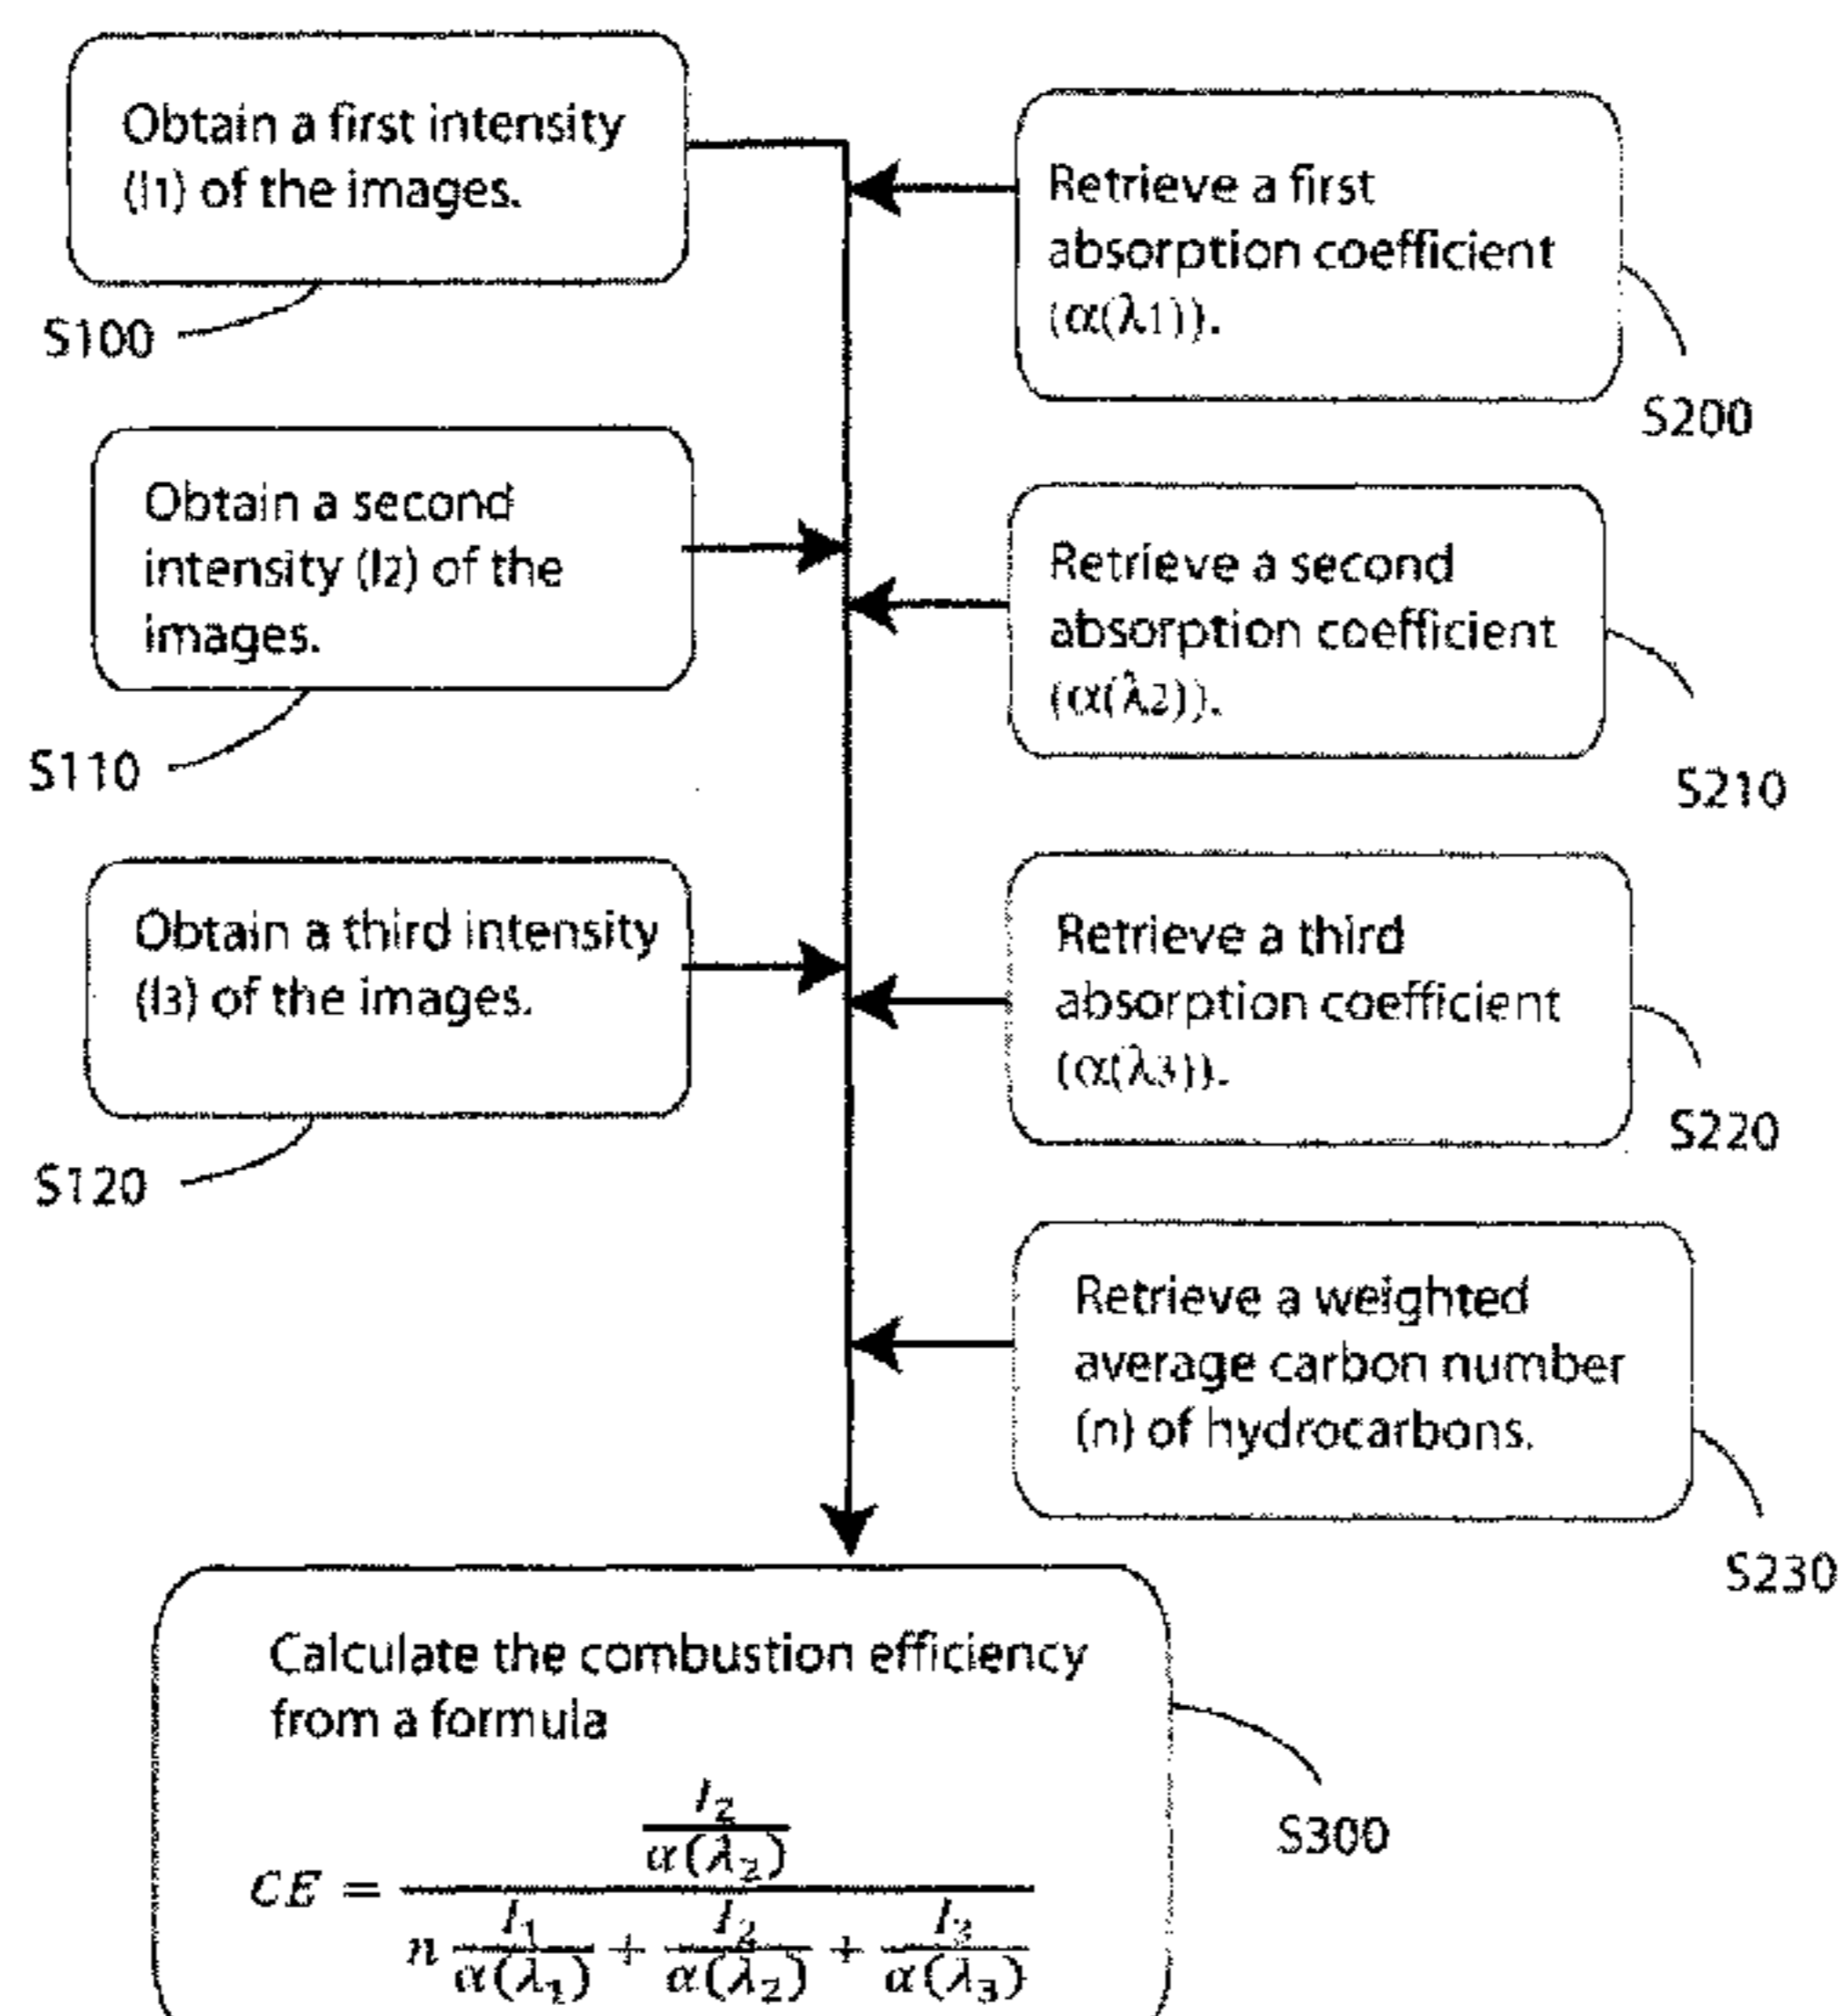 Obtain a first intensity
(I1) of the images.
S100
Retrieve a first
absorption coefficient
(α(λ1)).
S200
Obtain a second
intensity (I2) of the
images.
S110
Retrieve a second
absorption coefficient
(α(λ2)).
S210
Obtain a third intensity
(I3) of the images.
S120
Retrieve a third
absorption coefficient
(α(λ3)).
S220
Retrieve a weighted
average carbon number
(n) of hydrocarbons.
S230
Calculate the combustion efficiency
from a formula
S300
I₂
α(λ₂)
CE =
n I₁/α(λ₁) + I₂/α(λ₂) + I₃/α(λ₃)